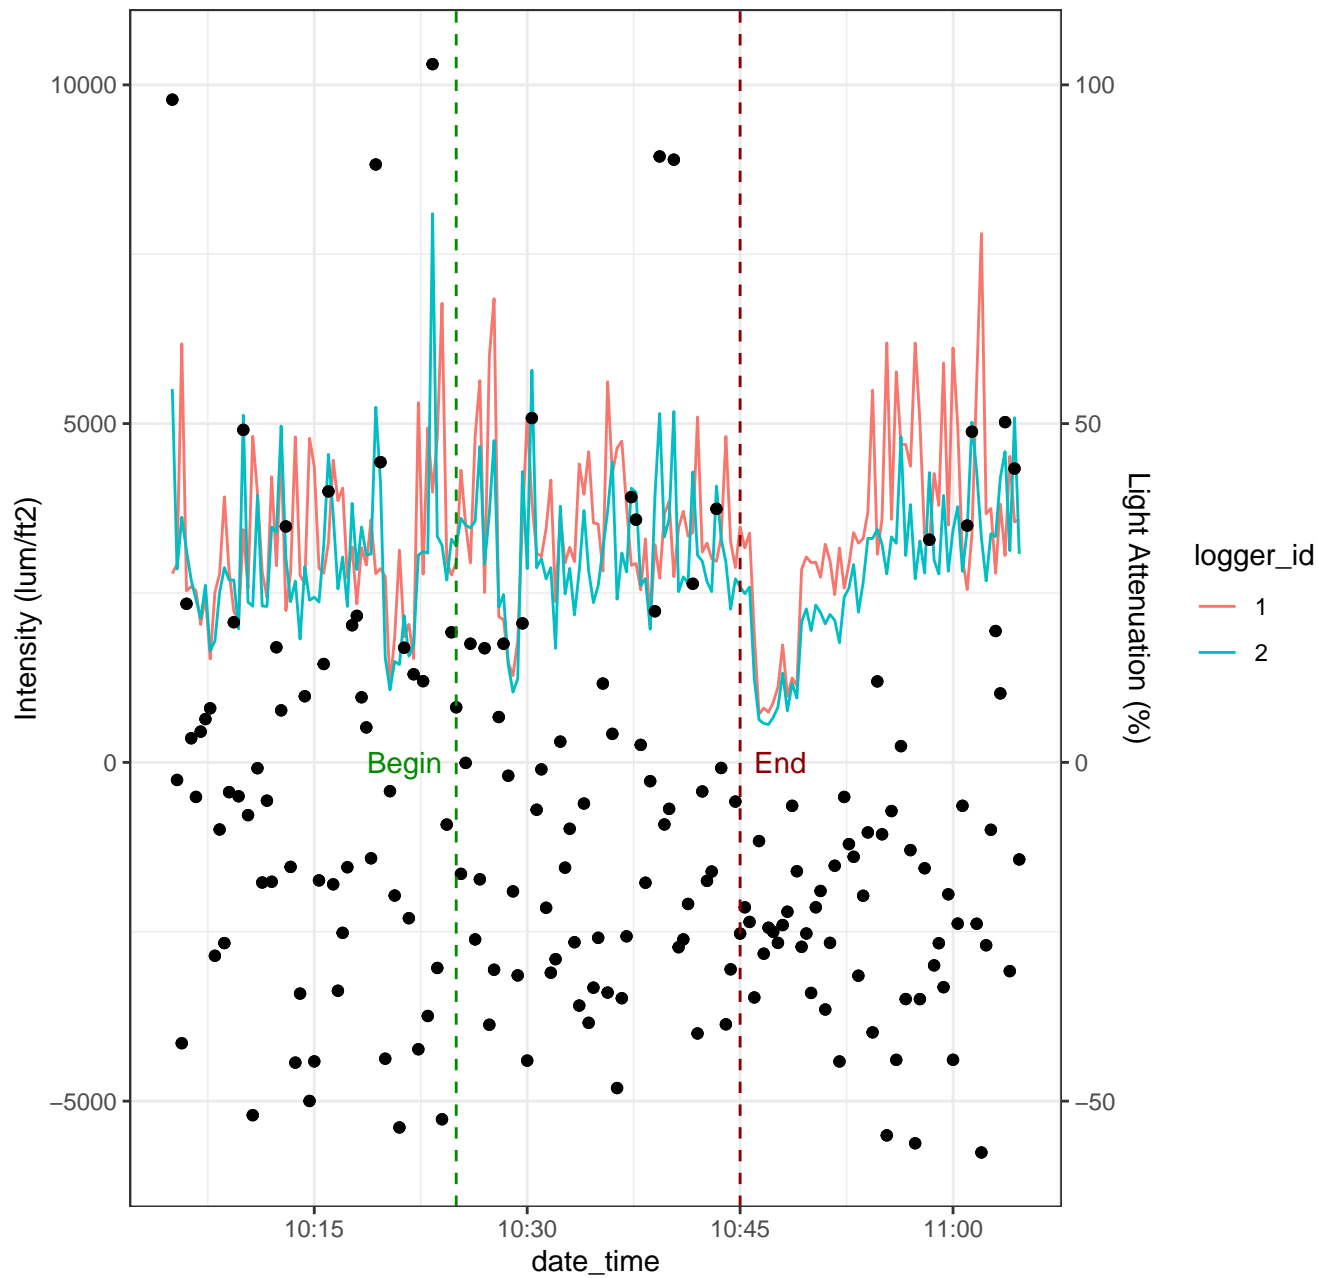 10000
5000
0
−5000
100
50
0
−50
10:15
10:30
10:45
11:00
date_time
Intensity (lum/ft2)
Light Attenuation (%)
Begin
End
logger_id
1
2